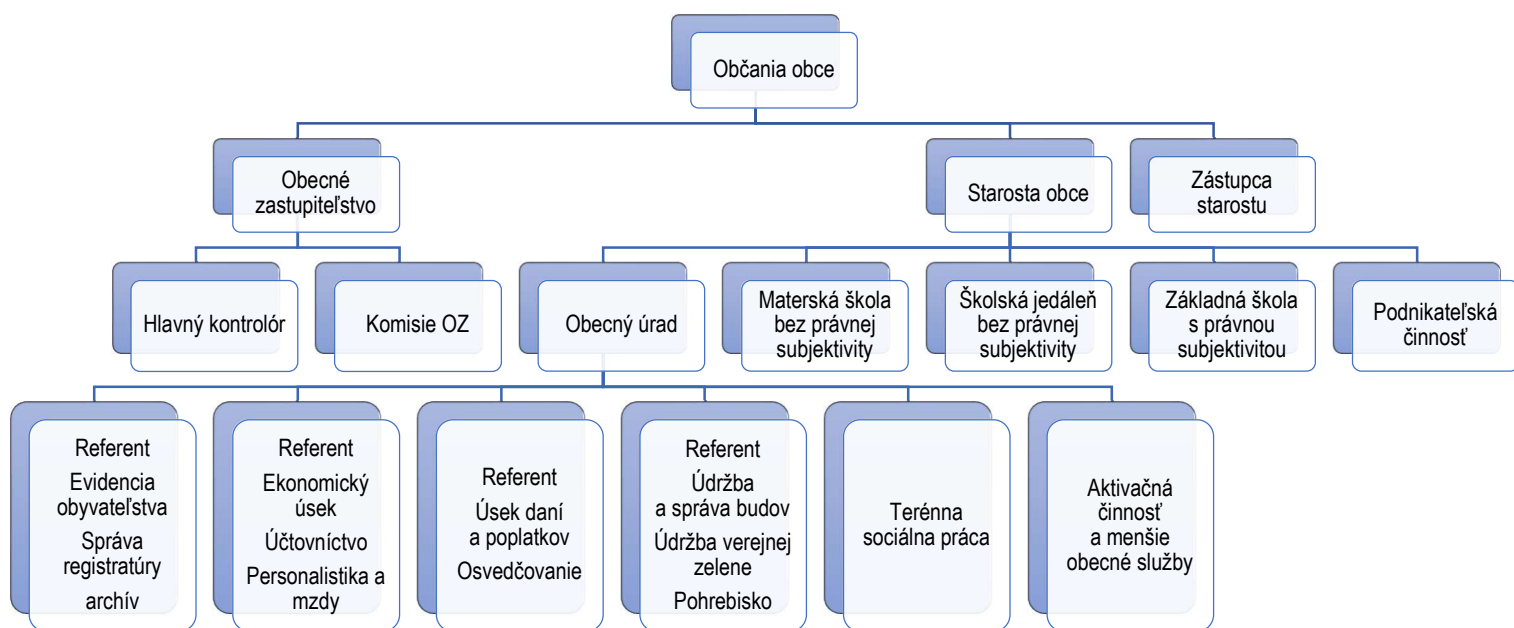 Občania obce
Obecné
zastupiteľstvo
Starosta obce
Zástupca
starostu
Hlavný kontrolór
Komisie OZ
Obecný úrad
Materská škola
bez právnej
subjektivity
Školská jedáleň
bez právnej
subjektivity
Základná škola
s právnou
subjektivitou
Podnikateľská
činnosť
Referent
Evidencia
obyvateľstva
Správa
registratúry
archív
Referent
Ekonomický
úsek
Účtovníctvo
Personalistika a
mzdy
Referent
Úsek daní
a poplatkov
Osvedčovanie
Referent
Údržba
a správa budov
Údržba verejnej
zelene
Pohrebisko
Terénna
sociálna práca
Aktivačná
činnosť
a menšie
obecné služby